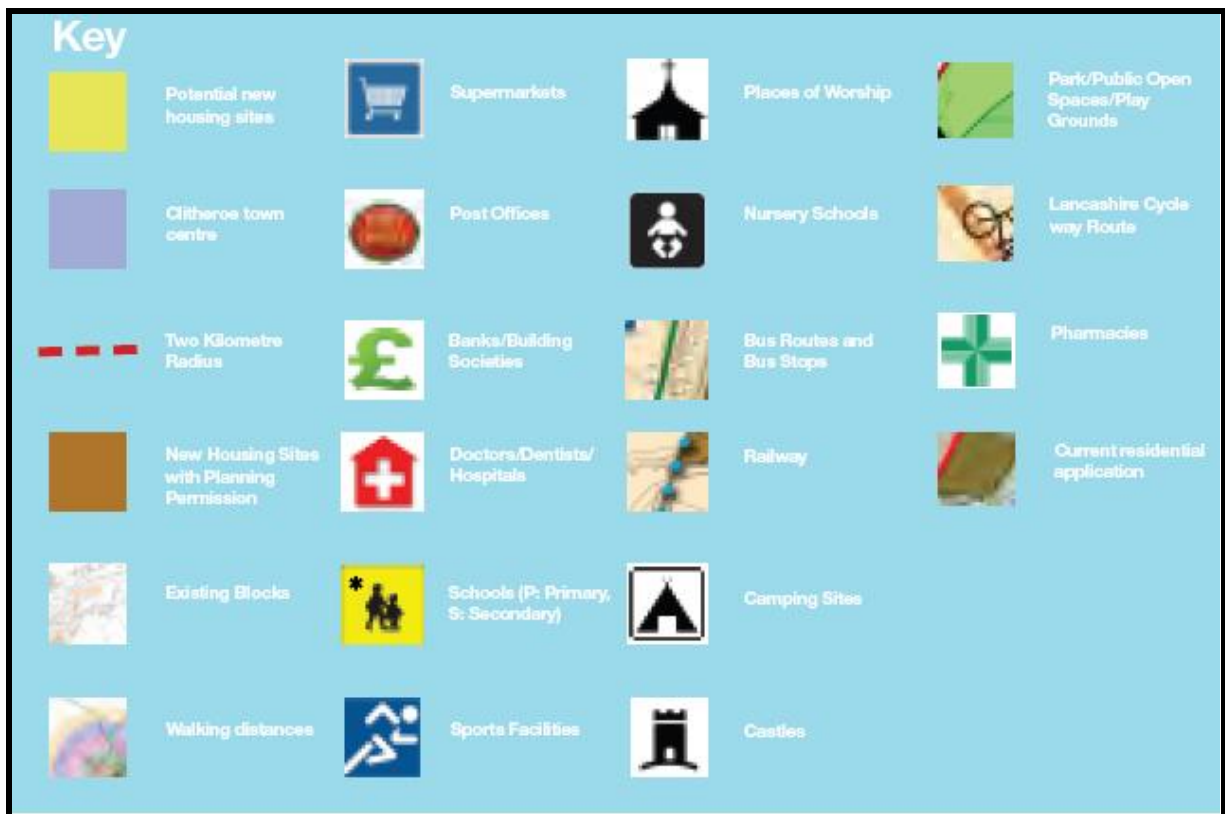 Key
Potential new
housing sites
Clitheroe town
centre
Two Kilometre
Radius
New Housing Sites
with Planning
Permission
Existing Blocks
Walking distances
Supermarkets
Post Offices
£
Banks/Building
Societies
Doctors/Dentists/
Hospitals
*
Schools (P: Primary,
S: Secondary)
Sports Facilities
Places of Worship
Nursery Schools
Bus Routes and
Bus Stops
Railway
Camping Sites
Castles
Park/Public Open
Spaces/Play
Grounds
Lancashire Cycle
way Route
Pharmacies
Current residential
application